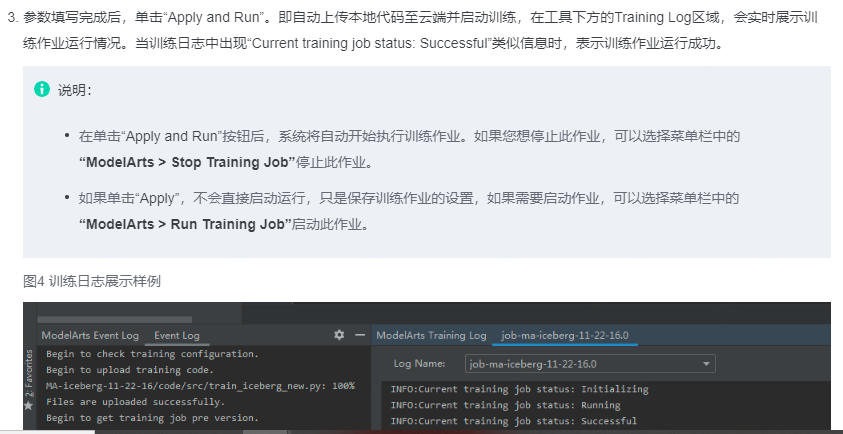 3. 参数填写完成后，单击“Apply and Run”。即自动上传本地代码至云端并启动训练，在工具下方的Training Log区域，会实时展示训
练作业运行情况。当训练日志中出现“Current training job status: Successful”类似信息时，表示训练作业运行成功。
说明：
• 在单击“Apply and Run”按钮后，系统将自动开始执行训练作业。如果您想停止此作业，可以选择菜单栏中的
“ModelArts > Stop Training Job”停止此作业。
• 如果单击“Apply”，不会直接启动运行，只是保存训练作业的设置，如果需要启动作业，可以选择菜单栏中的
“ModelArts > Run Training Job”启动此作业。
图4 训练日志展示样例
ModelArts Event Log Event Log
Begin to check training configuration.
Begin to upload training code.
MA-iceberg-11-22-16/code/src/train_iceberg_new.py: 100%
Files are uploaded successfully.
Begin to get training job pre version.
2: Favorites
ModelArts Training Log job-ma-iceberg-11-22-16.0
Log Name: job-ma-iceberg-11-22-16.0
INFO:Current training job status: Initializing
INFO:Current training job status: Running
INFO:Current training job status: Successful